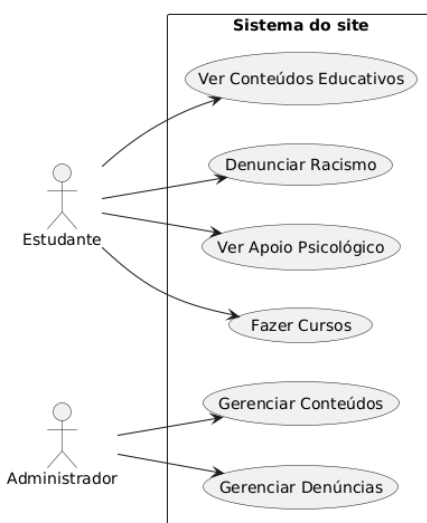 Sistema do site
Ver Conteúdos Educativos
Denunciar Racismo
Estudante
Ver Apoio Psicológico
Fazer Cursos
Gerenciar Conteúdos
Administrador
Gerenciar Denúncias